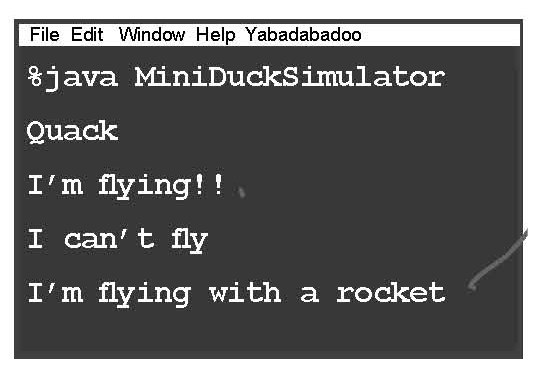 File Edit Window Help Yabadabadoo
%java MiniDuckSimulator
Quack
I’m flying!!
I can’t fly
I’m flying with a rocket